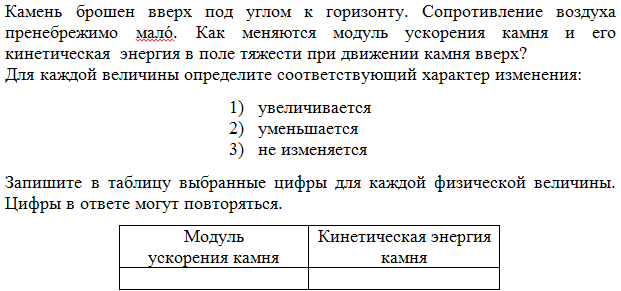 Камень брошен вверх под углом к горизонту. Сопротивление воздуха
пренебрежимо мало́. Как меняются модуль ускорения камня и его
кинетическая энергия в поле тяжести при движении камня вверх?
Для каждой величины определите соответствующий характер изменения:
1) увеличивается
2) уменьшается
3) не изменяется
Запишите в таблицу выбранные цифры для каждой физической величины.
Цифры в ответе могут повторяться.
Модуль
ускорения камня
Кинетическая энергия
камня